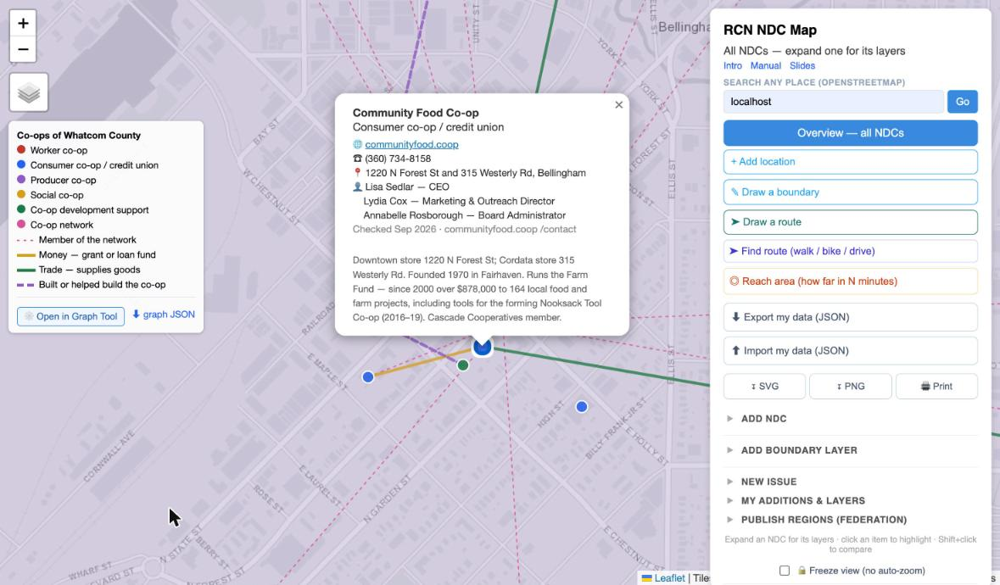 +
−
Co-ops of Whatcom County
Worker co-op
Consumer co-op / credit union
Producer co-op
Social co-op
Co-op development support
Co-op network
Member of the network
Money — grant or loan fund
Trade — supplies goods
Built or helped build the co-op
Open in Graph Tool
⬇ graph JSON
Community Food Co-op
Consumer co-op / credit union
communityfood.coop
(360) 734-8158
1220 N Forest St and 315 Westerly Rd, Bellingham
Lisa Sedlar — CEO
Lydia Cox — Marketing & Outreach Director
Annabelle Rosborough — Board Administrator
Checked Sep 2026 · communityfood.coop /contact
Downtown store 1220 N Forest St; Cordata store 315
Westerly Rd. Founded 1970 in Fairhaven. Runs the Farm
Fund — since 2000 over $878,000 to 164 local food and
farm projects, including tools for the forming Nooksack Tool
Co-op (2016–19). Cascade Cooperatives member.
×
UNITY ST
YORK ST
YORK ST
Bellingha
BAY ST
W CHESTNUT ST
ELLIS ST
RAILROAD
E MAPLE ST
ELLIS ST
HIGH ST
BILLY FRANK JR ST
E HOLLY ST
CORNWALL AVE
E LAUREL ST
ROSE ST
N GARDEN ST
N STATE ST
E BERRY ST
E CHESTNUT ST
WHARF ST
Leaflet | Tiles
RCN NDC Map
All NDCs — expand one for its layers
Intro Manual Slides
SEARCH ANY PLACE (OPENSTREETMAP)
localhost
Go
Overview — all NDCs
+ Add location
✎ Draw a boundary
➤ Draw a route
➤ Find route (walk / bike / drive)
◎ Reach area (how far in N minutes)
⬇ Export my data (JSON)
⬆ Import my data (JSON)
↧ SVG
↧ PNG
Print
▶ ADD NDC
▶ ADD BOUNDARY LAYER
▶ NEW ISSUE
▶ MY ADDITIONS & LAYERS
▶ PUBLISH REGIONS (FEDERATION)
Expand an NDC for its layers · click an item to highlight · Shift+click
to compare
Freeze view (no auto-zoom)